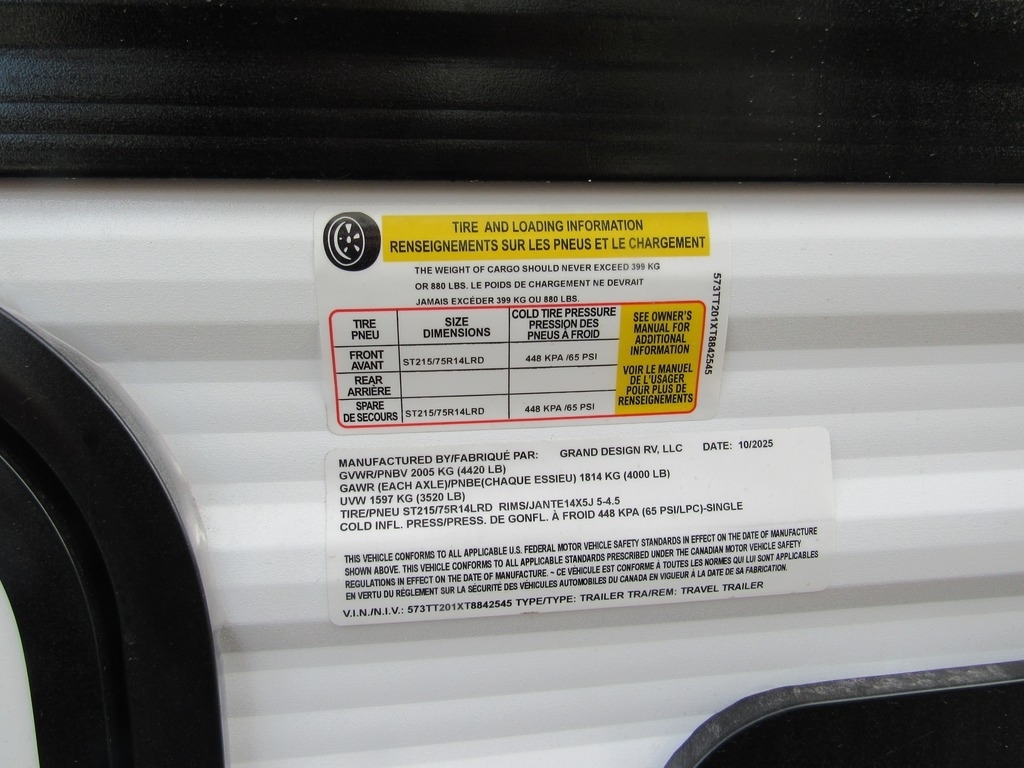 TIRE AND LOADING INFORMATION
RENSEIGNEMENTS SUR LES PNEUS ET LE CHARGEMENT
THE WEIGHT OF CARGO SHOULD NEVER EXCEED 399 KG
OR 880 LBS. LE POIDS DE CHARGEMENT NE DEVRAIT
JAMAIS EXCÉDER 399 KG OU 880 LBS.
TIRE PNEU
SIZE DIMENSIONS
COLD TIRE PRESSURE
PRESSION DES
PNEUS À FROID
FRONT AVANT
ST215/75R14LRD
448 KPA /65 PSI
REAR ARRIÈRE
SPARE DE SECOURS
ST215/75R14LRD
448 KPA /65 PSI
SEE OWNER'S
MANUAL FOR
ADDITIONAL
INFORMATION
VOIR LE MANUEL
DE L'USAGER
POUR PLUS DE
RENSEIGNEMENTS
573TT201XT8842545
MANUFACTURED BY/FABRIQUÉ PAR: GRAND DESIGN RV, LLC DATE: 10/2025
GVWR/PNBV 2005 KG (4420 LB)
GAWR (EACH AXLE)/PNBE(CHAQUE ESSIEU) 1814 KG (4000 LB)
UVW 1597 KG (3520 LB)
TIRE/PNEU ST215/75R14LRD RIMS/JANTE14X5J 5-4.5
COLD INFL. PRESS/PRESS. DE GONFL. À FROID 448 KPA (65 PSI/LPC)-SINGLE
THIS VEHICLE CONFORMS TO ALL APPLICABLE U.S. FEDERAL MOTOR VEHICLE SAFETY STANDARDS IN EFFECT ON THE DATE OF MANUFACTURE
SHOWN ABOVE. THIS VEHICLE CONFORMS TO ALL APPLICABLE STANDARDS PRESCRIBED UNDER THE CANADIAN MOTOR VEHICLE SAFETY
REGULATIONS IN EFFECT ON THE DATE OF MANUFACTURE. ~ CE VÉHICULE EST CONFORME À TOUTES LES NORMES QUI LUI SONT APPLICABLES
EN VERTU DU RÈGLEMENT SUR LA SÉCURITÉ DES VÉHICULES AUTOMOBILES DU CANADA EN VIGUEUR À LA DATE DE SA FABRICATION.
V.I.N./N.I.V.: 573TT201XT8842545 TYPE/TYPE: TRAILER TRA/REM: TRAVEL TRAILER